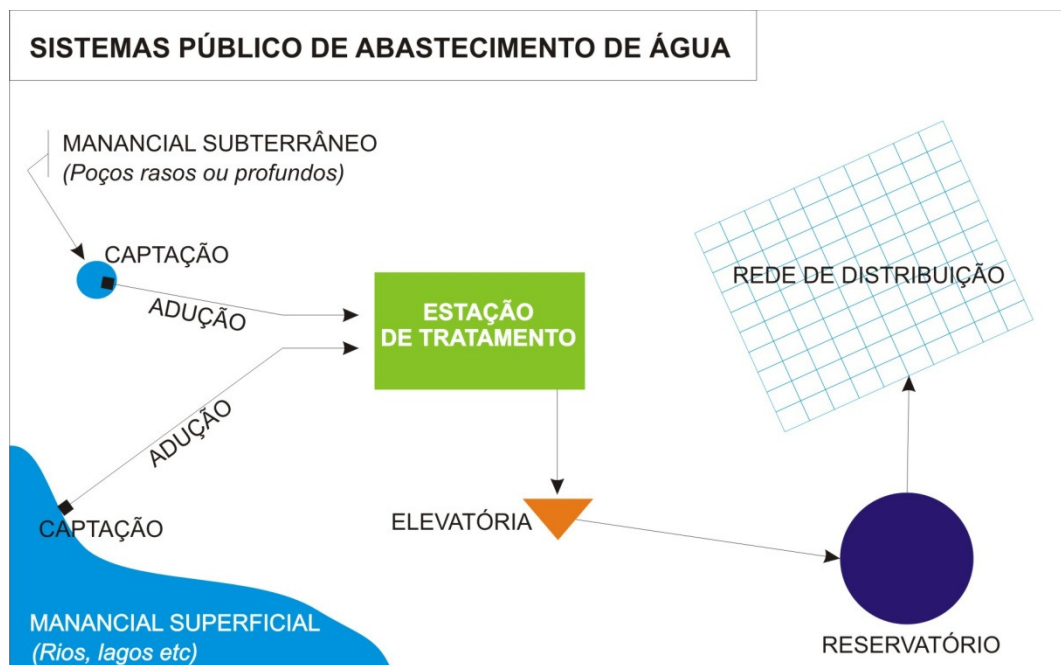 SISTEMAS PÚBLICO DE ABASTECIMENTO DE ÁGUA
MANANCIAL SUBTERRÂNEO
(Poços rasos ou profundos)
CAPTAÇÃO
ADUÇÃO
ESTAÇÃO
DE TRATAMENTO
REDE DE DISTRIBUIÇÃO
ADUÇÃO
CAPTAÇÃO
ELEVATÓRIA
MANANCIAL SUPERFICIAL
(Rios, lagos etc)
RESERVATÓRIO